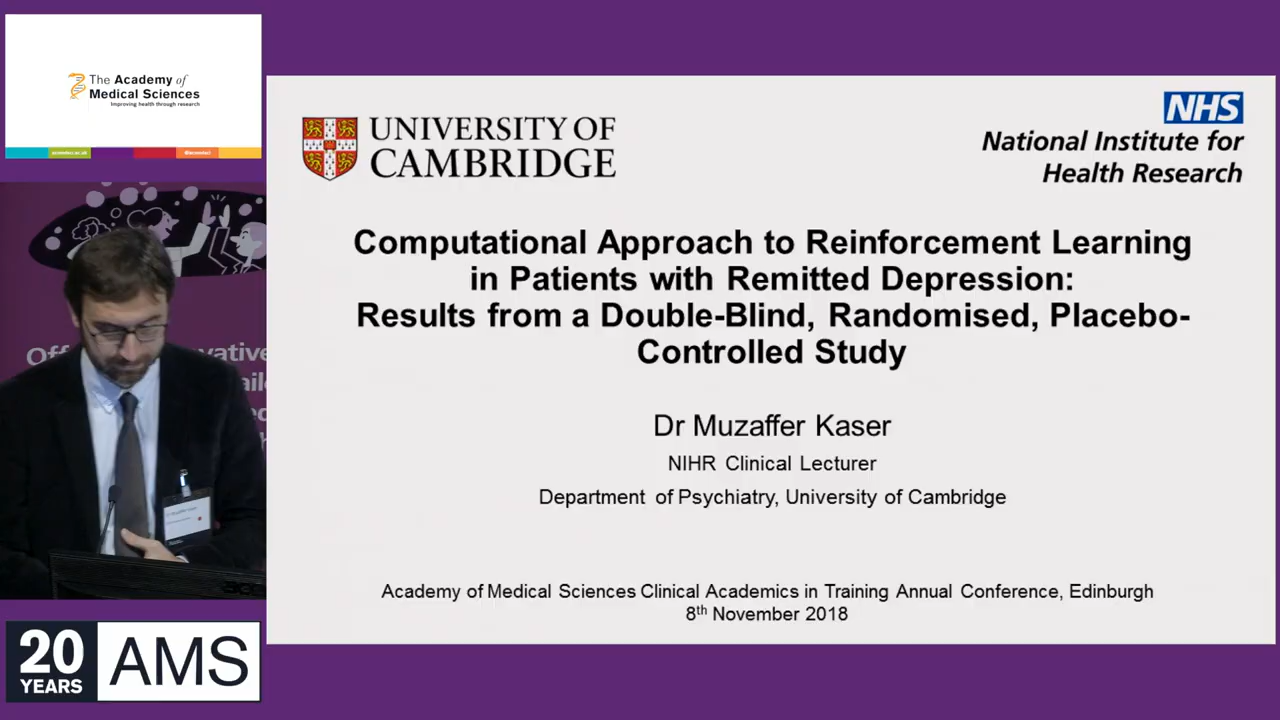 The Academy of
Medical Sciences
Improving health through research
UNIVERSITY OF
CAMBRIDGE
NHS
National Institute for
Health Research
Computational Approach to Reinforcement Learning
in Patients with Remitted Depression:
Results from a Double-Blind, Randomised, Placebo-
Controlled Study
Dr Muzaffer Kaser
NIHR Clinical Lecturer
Department of Psychiatry, University of Cambridge
Academy of Medical Sciences Clinical Academics in Training Annual Conference, Edinburgh
8th November 2018
20
YEARS
AMS